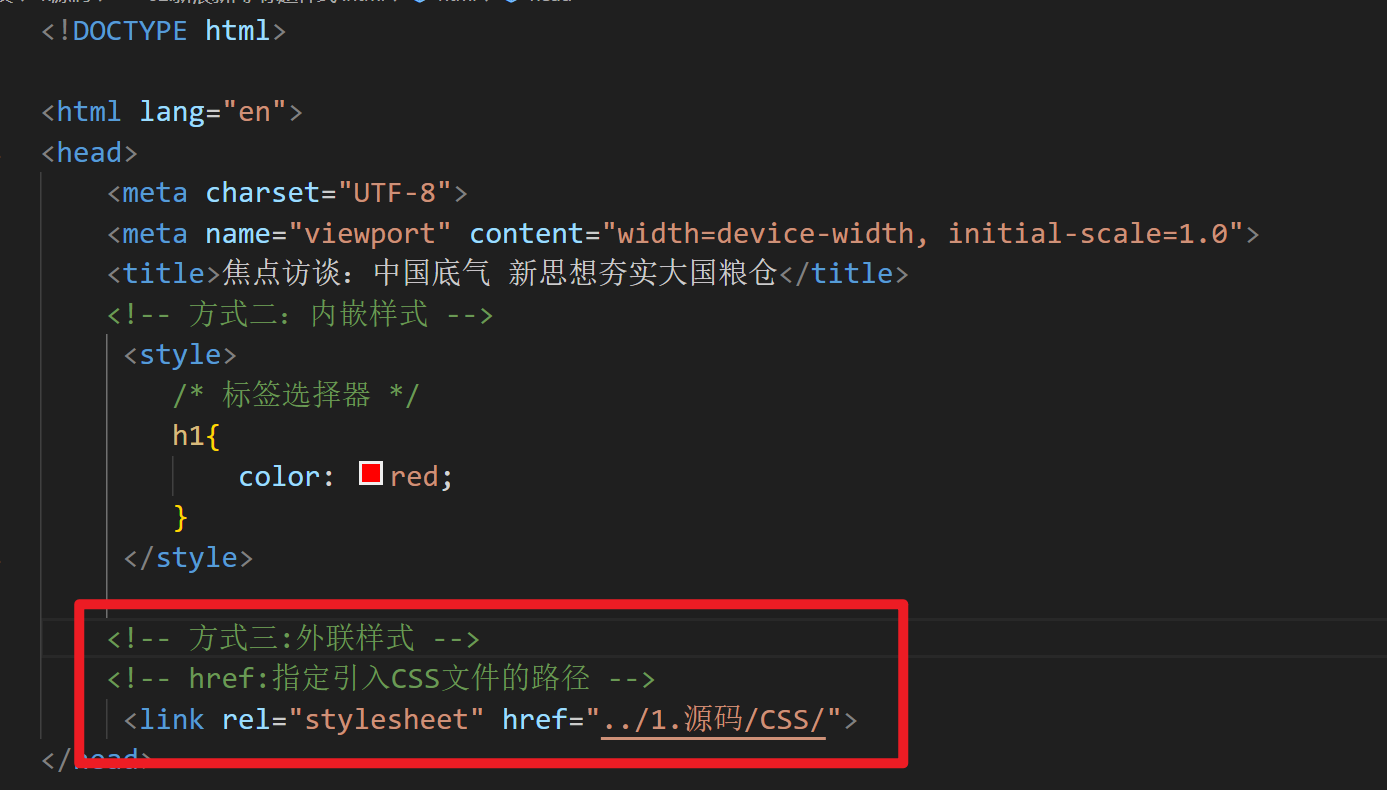 <!DOCTYPE html>
<html lang="en">
<head>
<meta charset="UTF-8">
<meta name="viewport" content="width=device-width, initial-scale=1.0">
<title>焦点访谈：中国底气 新思想夯实大国粮仓</title>
<!-- 方式二：内嵌样式 -->
<style>
/* 标签选择器 */
h1{
color: red;
}
</style>
<!-- 方式三:外联样式 -->
<!-- href:指定引入CSS文件的路径 -->
<link rel="stylesheet" href="../1.源码/CSS/">
</head>